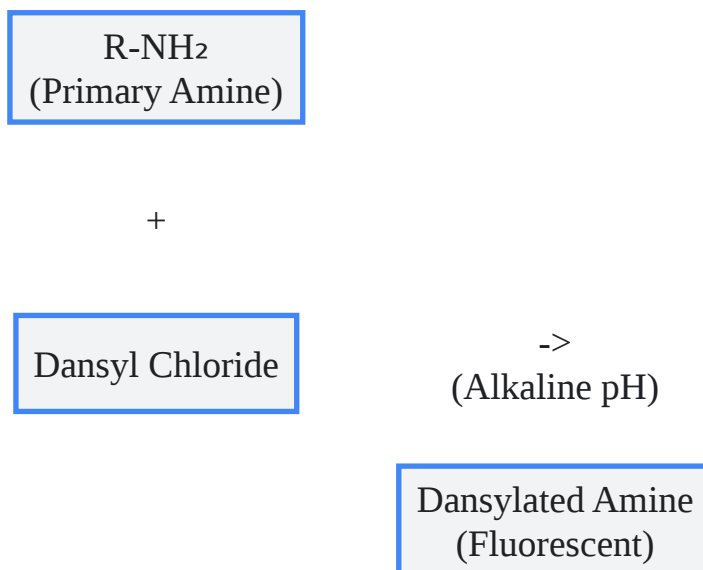 R-NH₂
(Primary Amine)
+
Dansyl Chloride
->
(Alkaline pH)
Dansylated Amine
(Fluorescent)